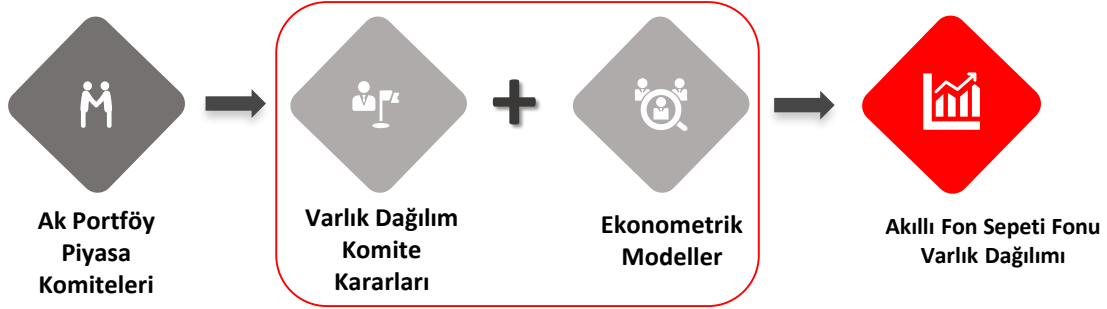 Ak Portföy
Piyasa
Komiteleri
Varlık Dağılım
Komite
Kararları
Ekonometrik
Modeller
Akıllı Fon Sepeti Fonu
Varlık Dağılımı